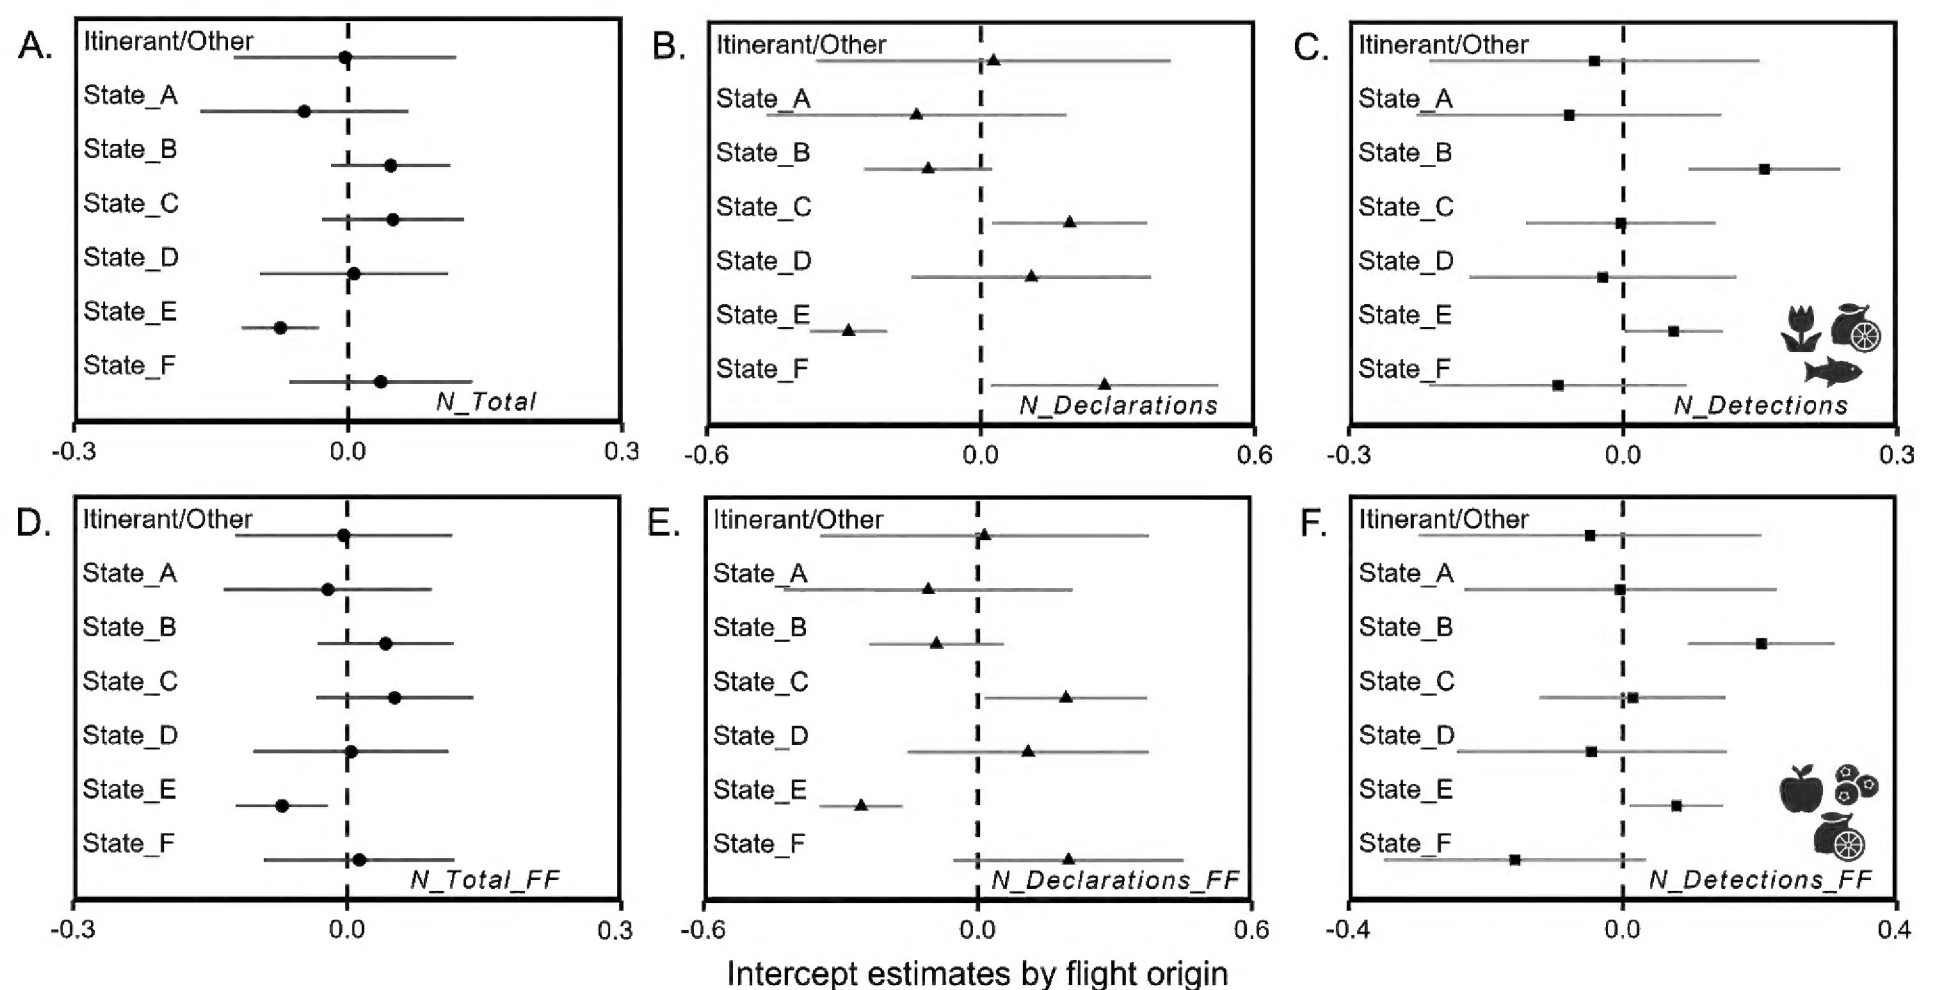 A.
Itinerant/Other
State_A
State_B
State_C
State_D
State_E
State_F
N_Total
-0.3 0.0 0.3
B.
Itinerant/Other
State_A
State_B
State_C
State_D
State_E
State_F
N_Declarations
-0.6 0.0 0.6
C.
Itinerant/Other
State_A
State_B
State_C
State_D
State_E
State_F
N_Detections
-0.3 0.0 0.3
D.
Itinerant/Other
State_A
State_B
State_C
State_D
State_E
State_F
N_Total_FF
-0.3 0.0 0.3
E.
Itinerant/Other
State_A
State_B
State_C
State_D
State_E
State_F
N_Declarations_FF
-0.6 0.0 0.6
F.
Itinerant/Other
State_A
State_B
State_C
State_D
State_E
State_F
N_Detections_FF
-0.4 0.0 0.4
Intercept estimates by flight origin